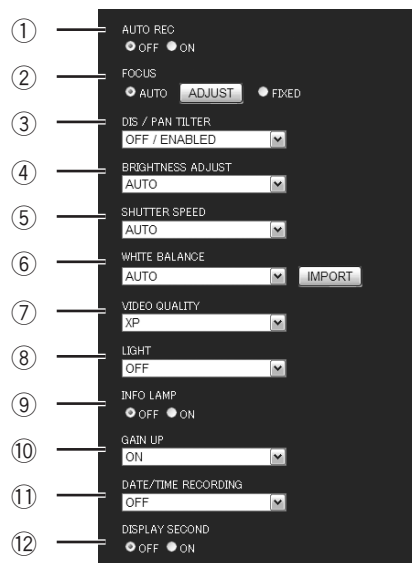 ① AUTO REC
OFF ON
② FOCUS
AUTO ADJUST FIXED
③ DIS / PAN TILTER
OFF / ENABLED
④ BRIGHTNESS ADJUST
AUTO
⑤ SHUTTER SPEED
AUTO
⑥ WHITE BALANCE
AUTO IMPORT
⑦ VIDEO QUALITY
XP
⑧ LIGHT
OFF
⑨ INFO LAMP
OFF ON
⑩ GAIN UP
ON
⑪ DATE/TIME RECORDING
OFF
⑫ DISPLAY SECOND
OFF ON